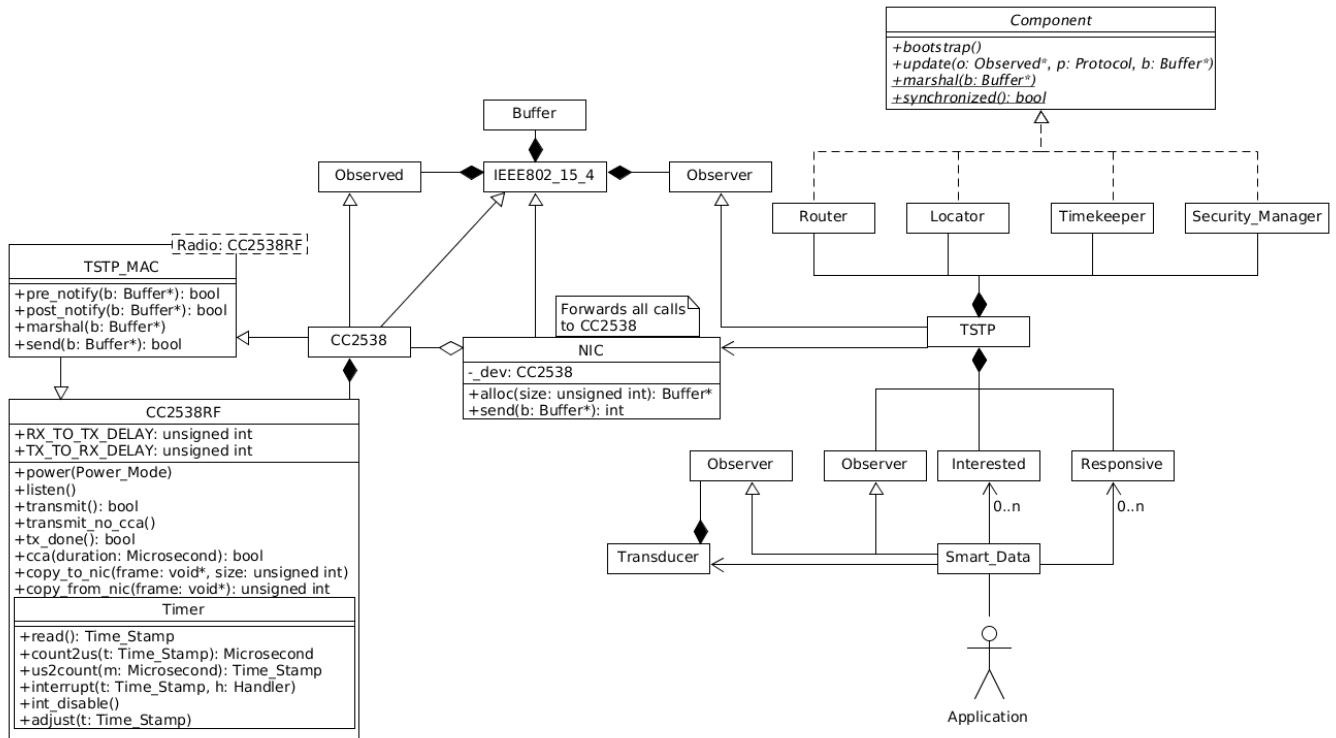 Component
+bootstrap()
+update(o: Observed*, p: Protocol, b: Buffer*)
+marshal(b: Buffer*)
+synchronized(): bool
Buffer
Observed
IEEE802_15_4
Observer
Router
Locator
Timekeeper
Security_Manager
Radio: CC2538RF
TSTP_MAC
+pre_notify(b: Buffer*): bool
+post_notify(b: Buffer*): bool
+marshal(b: Buffer*)
+send(b: Buffer*): bool
CC2538
Forwards all calls
to CC2538
NIC
-_dev: CC2538
+alloc(size: unsigned int): Buffer*
+send(b: Buffer*): int
TSTP
CC2538RF
+RX_TO_TX_DELAY: unsigned int
+TX_TO_RX_DELAY: unsigned int
+power(Power_Mode)
+listen()
+transmit(): bool
+transmit_no_cca()
+tx_done(): bool
+cca(duration: Microsecond): bool
+copy_to_nic(frame: void*, size: unsigned int)
+copy_from_nic(frame: void*): unsigned int
Timer
+read(): Time_Stamp
+count2us(t: Time_Stamp): Microsecond
+us2count(m: Microsecond): Time_Stamp
+interrupt(t: Time_Stamp, h: Handler)
+int_disable()
+adjust(t: Time_Stamp)
Observer
Observer
Interested
Responsive
0..n
0..n
Transducer
Smart_Data
Application